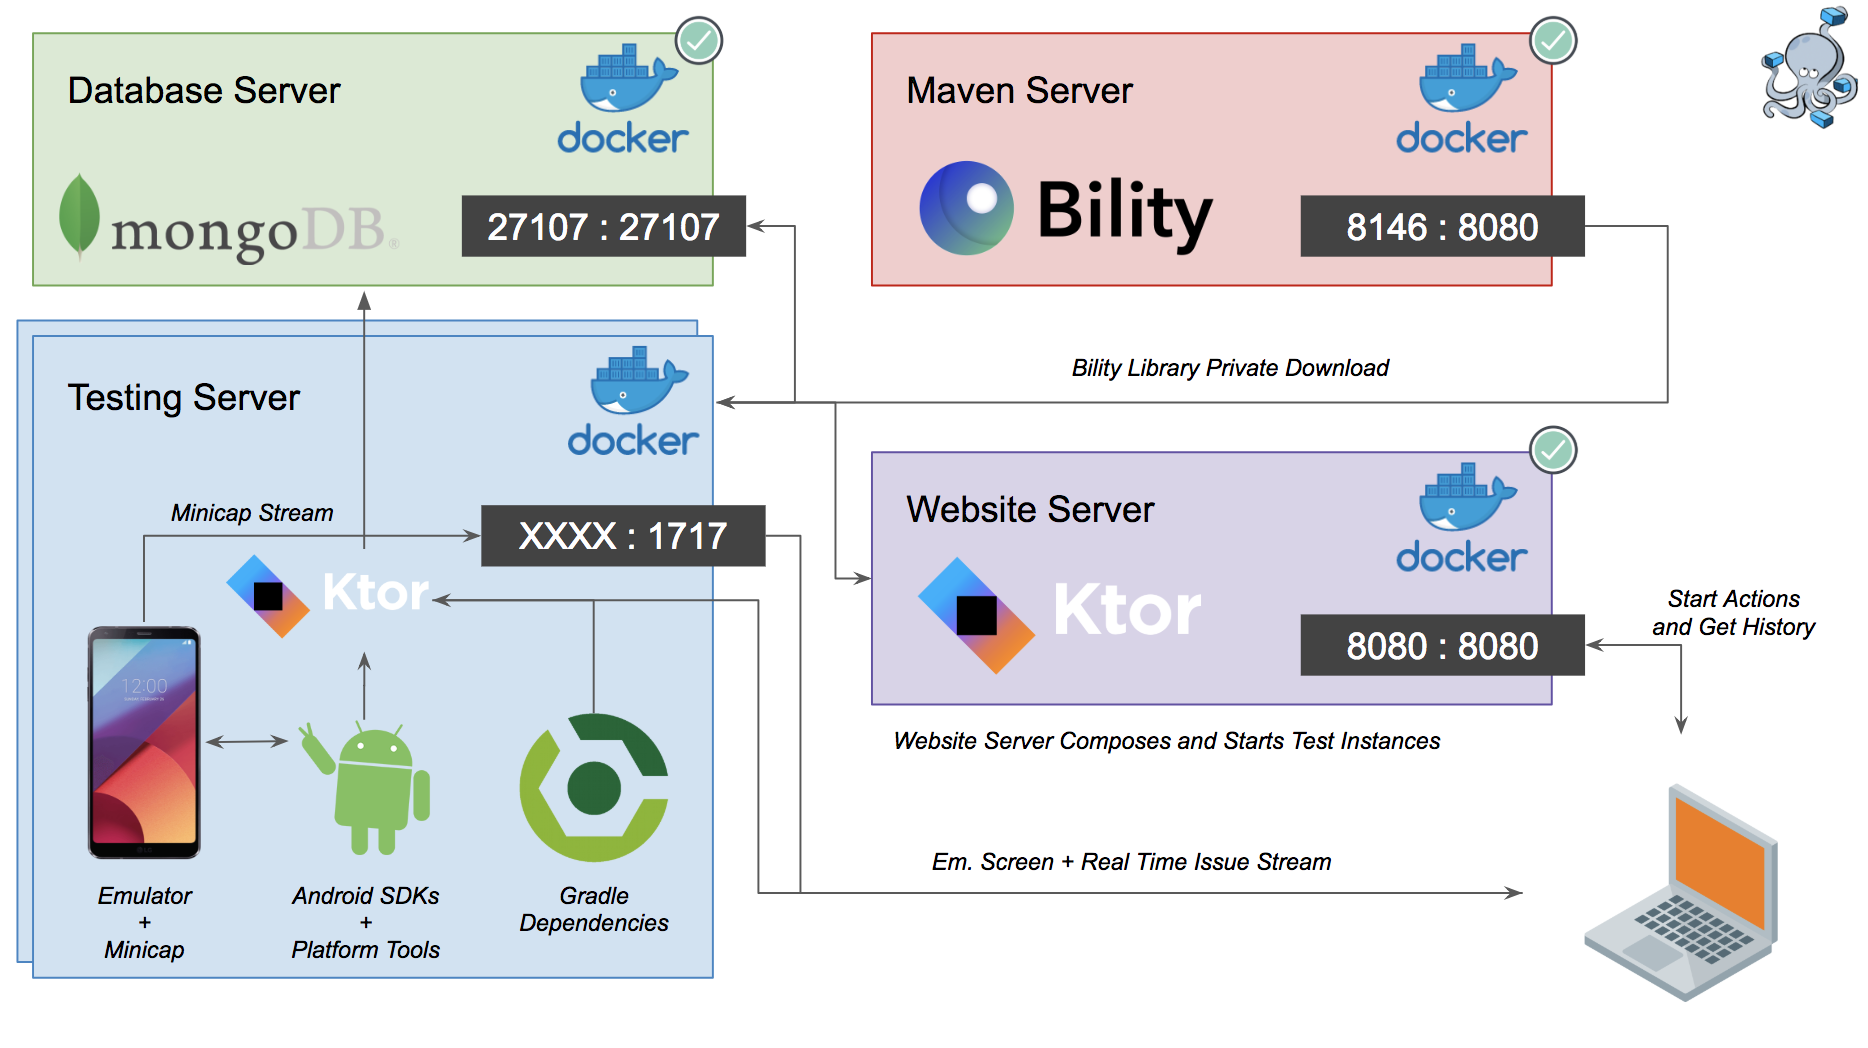 Database Server
docker
mongoDB®
27107 : 27107
Maven Server
docker
Bility
8146 : 8080
Bility Library Private Download
Testing Server
docker
Minicap Stream
XXXX : 1717
Ktor
12:00
Emulator
+
Minicap
Android SDKs
+
Platform Tools
Gradle
Dependencies
Website Server
docker
Ktor
8080 : 8080
Start Actions
and Get History
Website Server Composes and Starts Test Instances
Em. Screen + Real Time Issue Stream